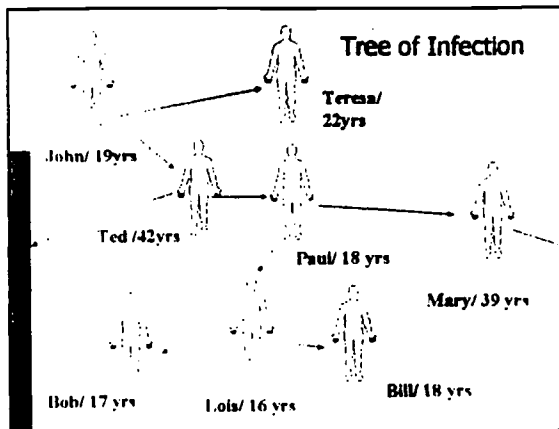 Tree of Infection
Teresa/
22yrs
John/ 19yrs
Ted /42yrs
Paul/ 18 yrs
Mary/ 39 yrs
Bob/ 17 yrs
Lois/ 16 yrs
Bill/ 18 yrs